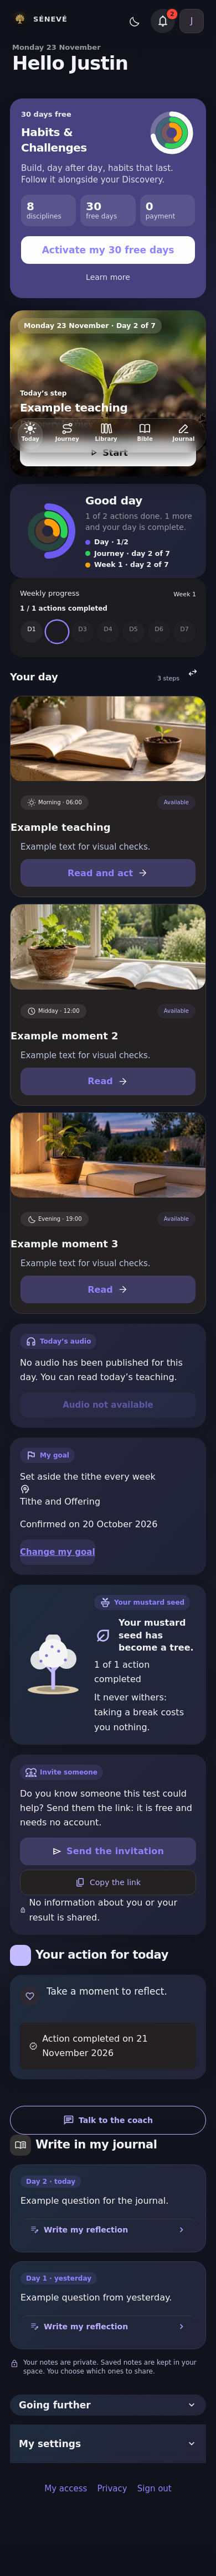 SÉNEVÉ
2
J
Monday 23 November
Hello Justin
30 days free
Habits &
Challenges
Build, day after day, habits that last.
Follow it alongside your Discovery.
8
disciplines
30
free days
0
payment
Activate my 30 free days
Learn more
Monday 23 November · Day 2 of 7
Today's step
Example teaching
Today
Journey
Library
Bible
Journal
Start
Good day
1 of 2 actions done. 1 more
and your day is complete.
Day · 1/2
Journey · day 2 of 7
Week 1 · day 2 of 7
Weekly progress
Week 1
1 / 1 actions completed
D1
D3
D4
D5
D6
D7
Your day
3 steps
Morning · 06:00
Available
Example teaching
Example text for visual checks.
Read and act
Midday · 12:00
Available
Example moment 2
Example text for visual checks.
Read
Evening · 19:00
Available
Example moment 3
Example text for visual checks.
Read
Today's audio
No audio has been published for this
day. You can read today's teaching.
Audio not available
My goal
Set aside the tithe every week
Tithe and Offering
Confirmed on 20 October 2026
Change my goal
Your mustard seed
Your mustard
seed has
become a tree.
1 of 1 action
completed
It never withers:
taking a break costs
you nothing.
Invite someone
Do you know someone this test could
help? Send them the link: it is free and
needs no account.
Send the invitation
Copy the link
No information about you or your
result is shared.
Your action for today
Take a moment to reflect.
Action completed on 21
November 2026
Talk to the coach
Write in my journal
Day 2 · today
Example question for the journal.
Write my reflection
Day 1 · yesterday
Example question from yesterday.
Write my reflection
Your notes are private. Saved notes are kept in your
space. You choose which ones to share.
Going further
My settings
My access
Privacy
Sign out